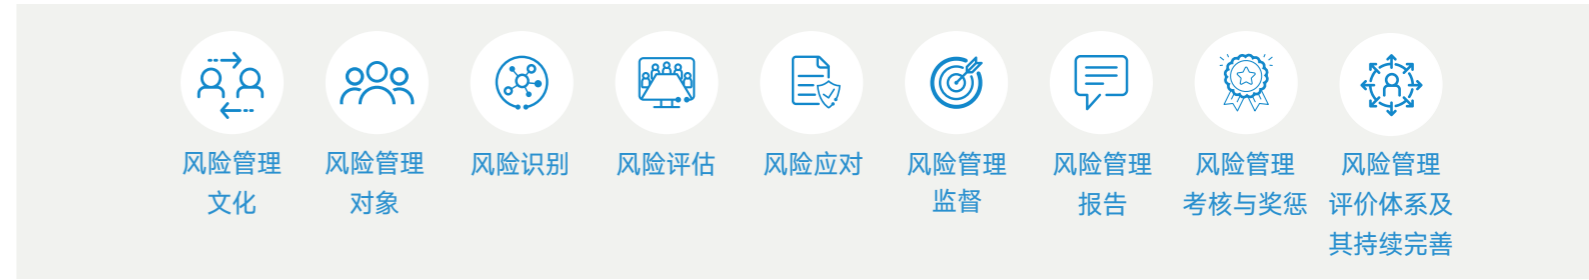 风险管理
文化
风险管理
对象
风险识别
风险评估
风险应对
风险管理
监督
风险管理
报告
风险管理
考核与奖惩
风险管理
评价体系及
其持续完善